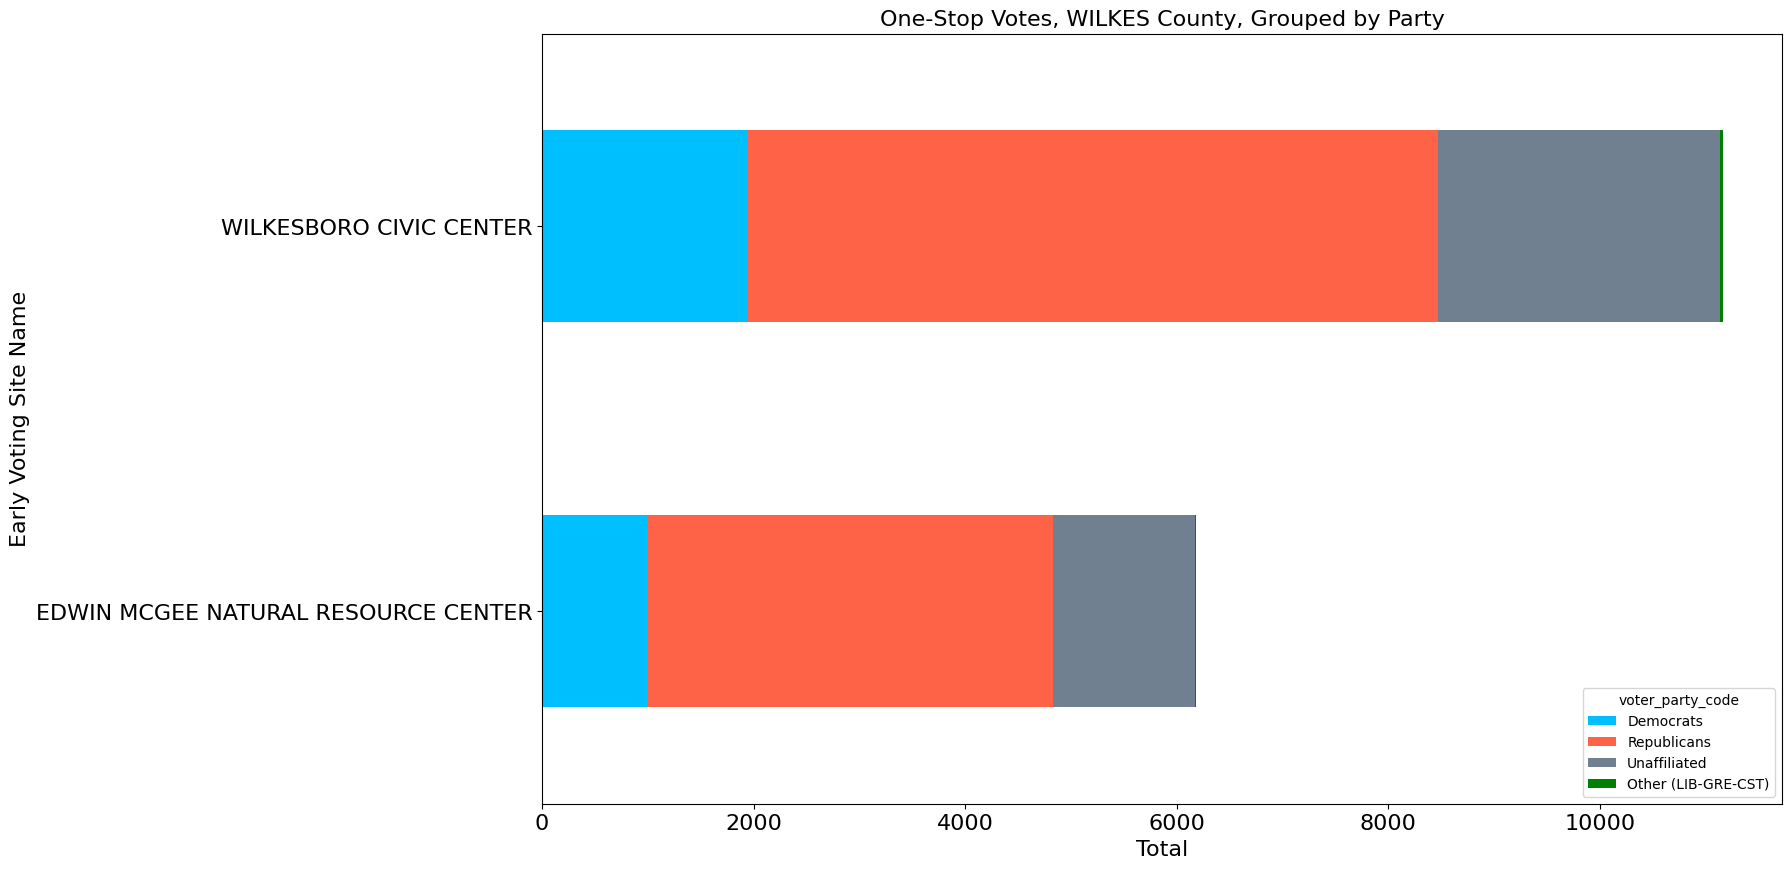 One-Stop Votes, WILKES County, Grouped by Party
Early Voting Site Name
WILKESBORO CIVIC CENTER
EDWIN MCGEE NATURAL RESOURCE CENTER
voter_party_code
Democrats
Republicans
Unaffiliated
Other (LIB-GRE-CST)
0 2000 4000 6000 8000 10000
Total